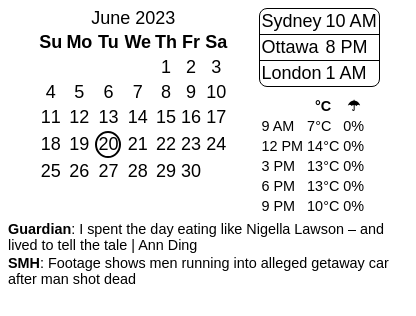 June 2023
Su Mo Tu We Th Fr Sa
1 2 3
4 5 6 7 8 9 10
11 12 13 14 15 16 17
18 19 20 21 22 23 24
25 26 27 28 29 30
Sydney 10 AM
Ottawa 8 PM
London 1 AM
°C ☂
9 AM 7°C 0%
12 PM 14°C 0%
3 PM 13°C 0%
6 PM 13°C 0%
9 PM 10°C 0%
Guardian: I spent the day eating like Nigella Lawson – and
lived to tell the tale | Ann Ding
SMH: Footage shows men running into alleged getaway car
after man shot dead